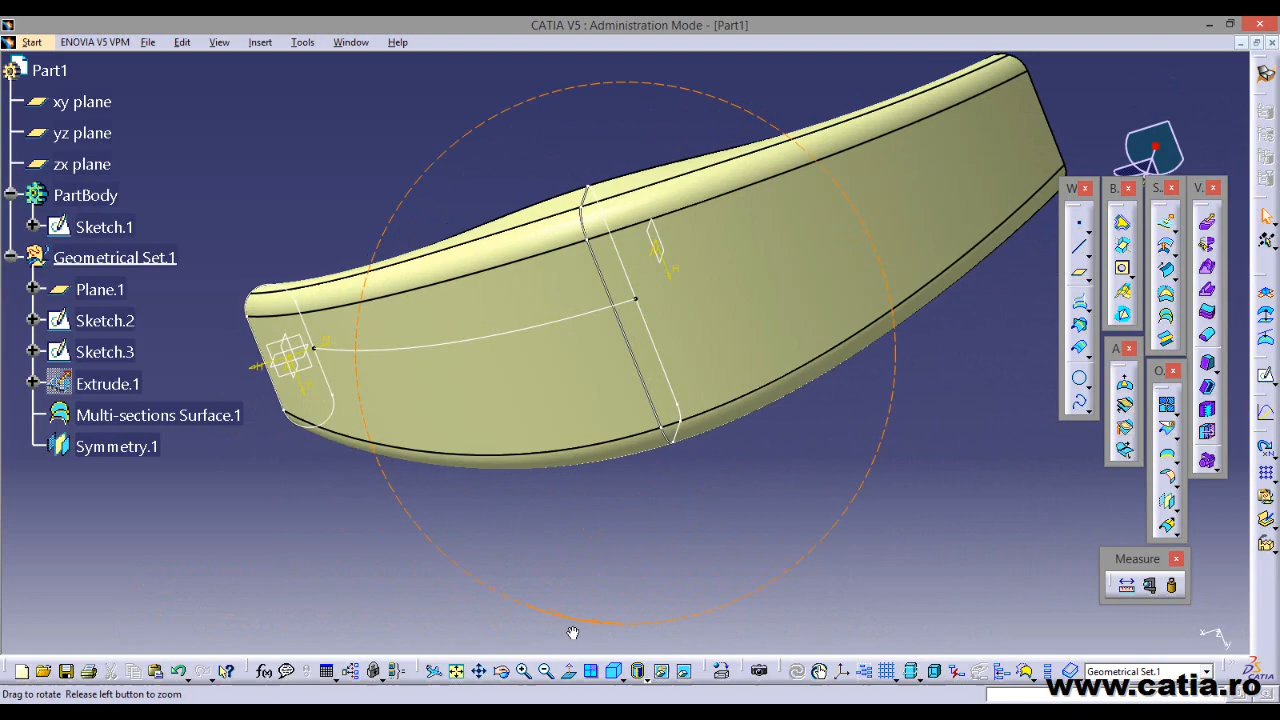 CATIA V5 : Administration Mode - [Part1]
Start ENOVIA V5 VPM File Edit View Insert Tools Window Help
Part1
xy plane
yz plane
zx plane
PartBody
Sketch.1
Geometrical Set.1
Plane.1
Sketch.2
Sketch.3
Extrude.1
Multi-sections Surface.1
Symmetry.1
W
B.
S..
V.
A
O.
H
H
H
Measure
x
z
y
f(x)
Geometrical Set.1
CATIA
Drag to rotate Release left button to zoom
www.catia.ro